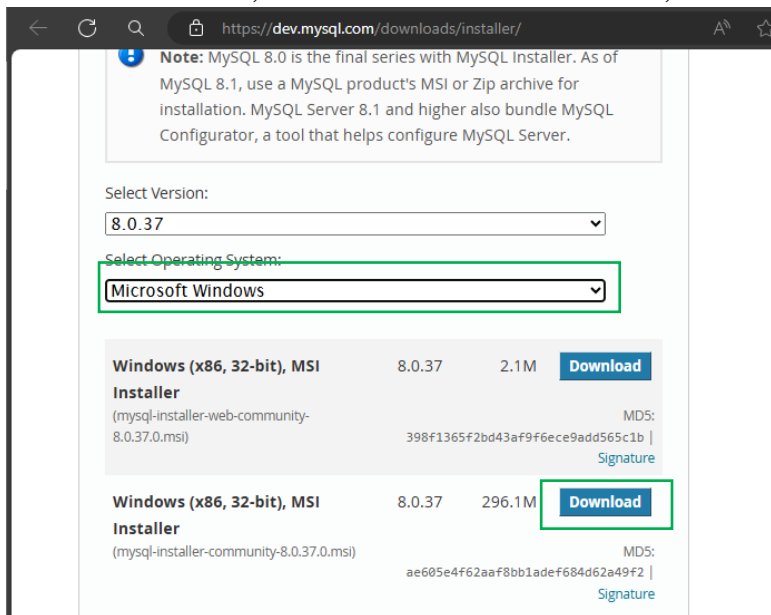 https://dev.mysql.com/downloads/installer/
Note: MySQL 8.0 is the final series with MySQL Installer. As of
MySQL 8.1, use a MySQL product's MSI or Zip archive for
installation. MySQL Server 8.1 and higher also bundle MySQL
Configurator, a tool that helps configure MySQL Server.
Select Version:
8.0.37
Select Operating System:
Microsoft Windows
Windows (x86, 32-bit), MSI 8.0.37 2.1M Download
Installer
(mysql-installer-web-community- MD5:
8.0.37.0.msi) 398f1365f2bd43af9f6ece9add565c1b |
Signature
Windows (x86, 32-bit), MSI 8.0.37 296.1M Download
Installer
(mysql-installer-community-8.0.37.0.msi) MD5:
ae605e4f62aaf8bb1adef684d62a49f2 |
Signature